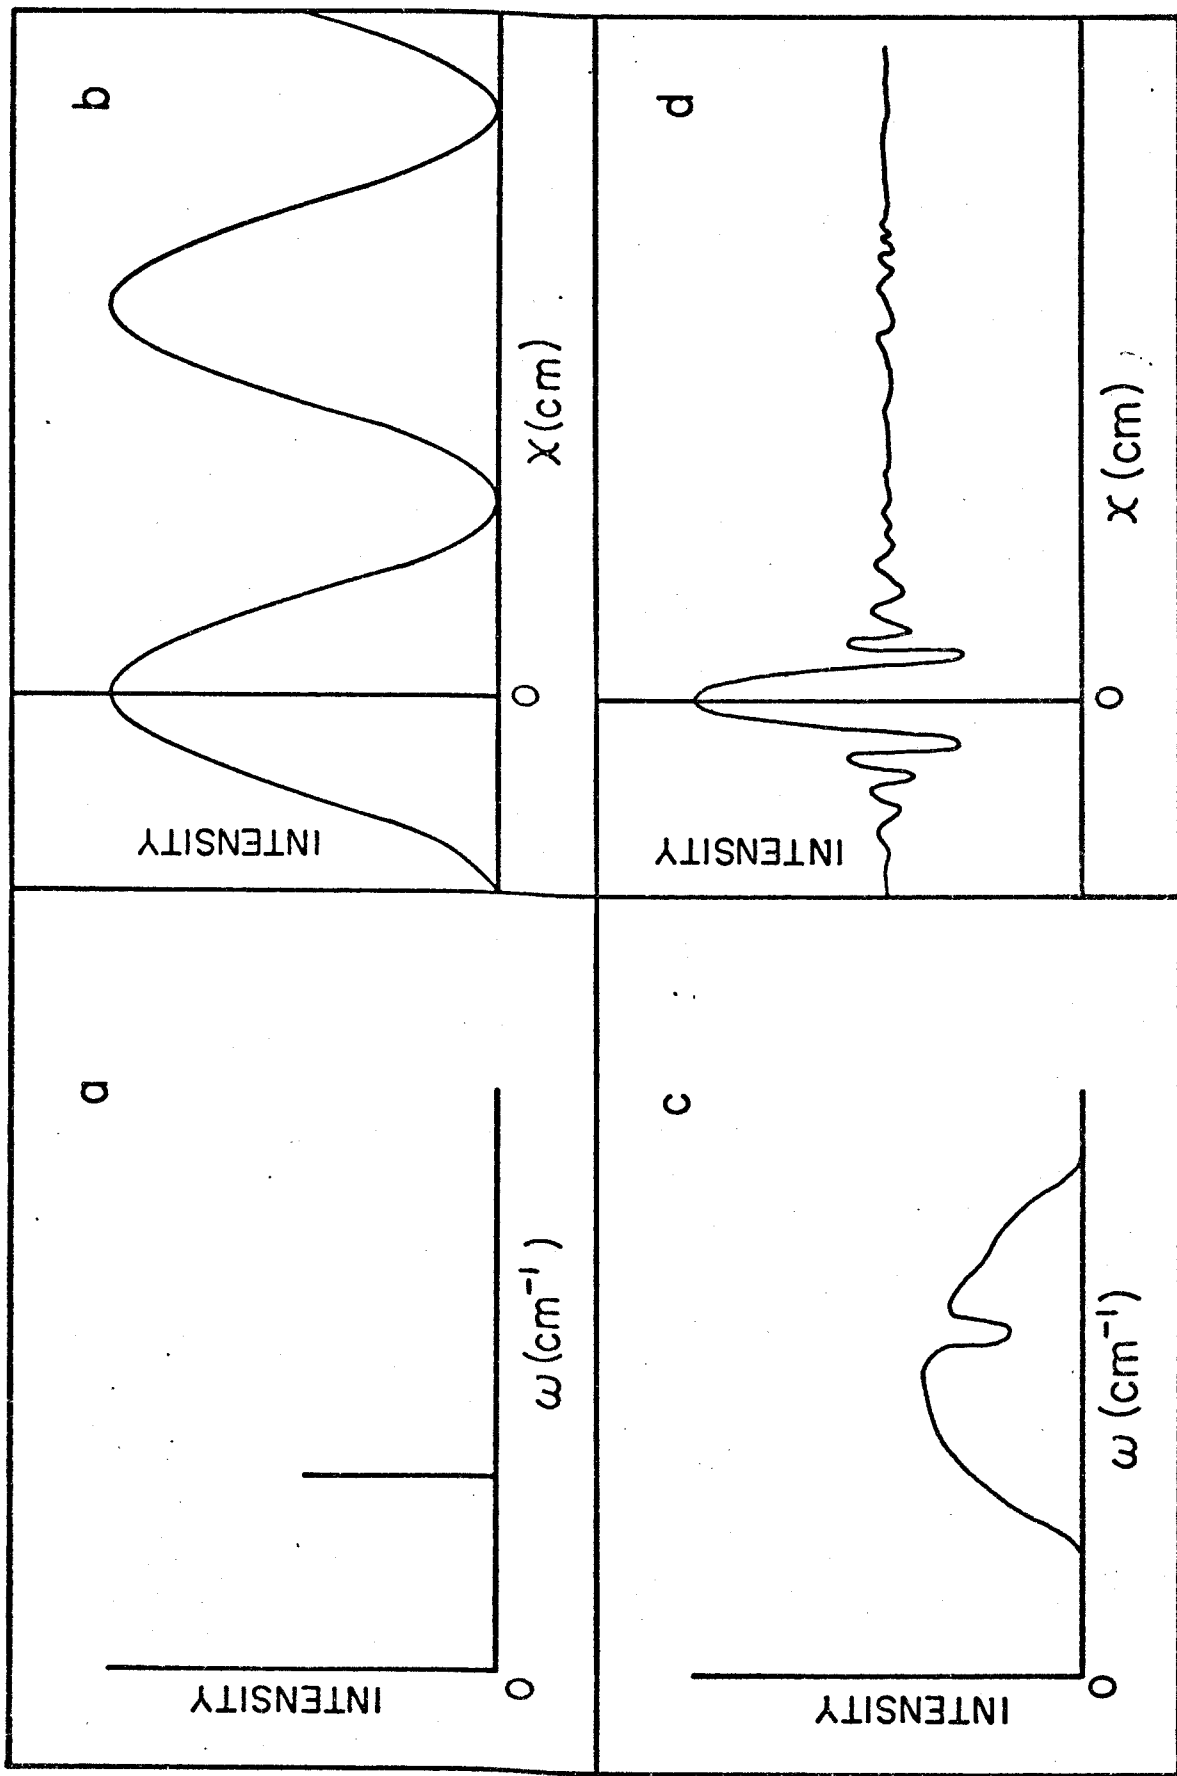 a
INTENSITY
0
ω (cm⁻¹)
b
INTENSITY
0
χ (cm)
c
INTENSITY
0
ω (cm⁻¹)
d
INTENSITY
0
χ (cm)